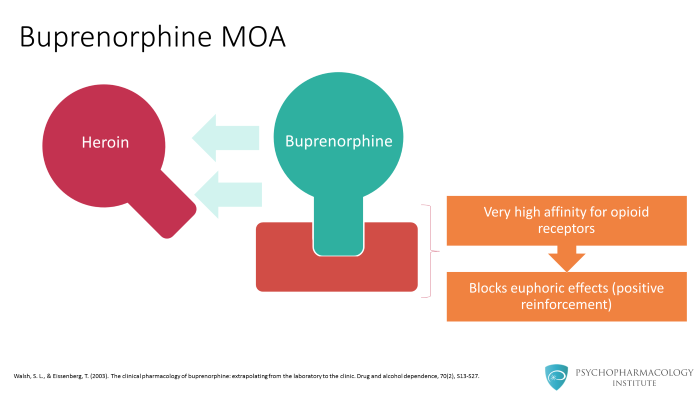 Buprenorphine MOA
Heroin
Buprenorphine
Very high affinity for opioid
receptors
Blocks euphoric effects (positive
reinforcement)
Walsh, S. L., & Eissenberg, T. (2003). The clinical pharmacology of buprenorphine: extrapolating from the laboratory to the clinic. Drug and alcohol dependence, 70(2), S13-S27.
PSYCHOPHARMACOLOGY
INSTITUTE